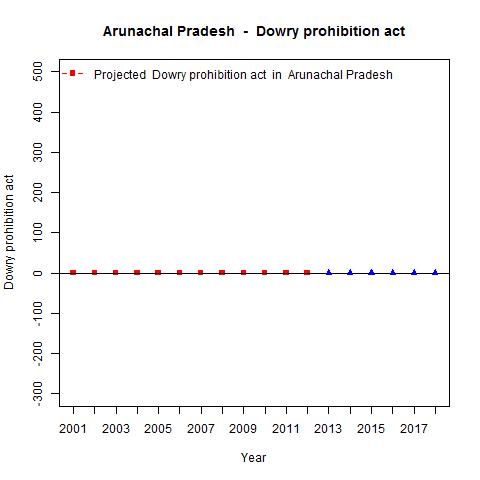 Arunachal Pradesh - Dowry prohibition act
Projected Dowry prohibition act in Arunachal Pradesh
500
400
300
200
100
0
-100
-200
-300
Dowry prohibition act
2001 2003 2005 2007 2009 2011 2013 2015 2017
Year